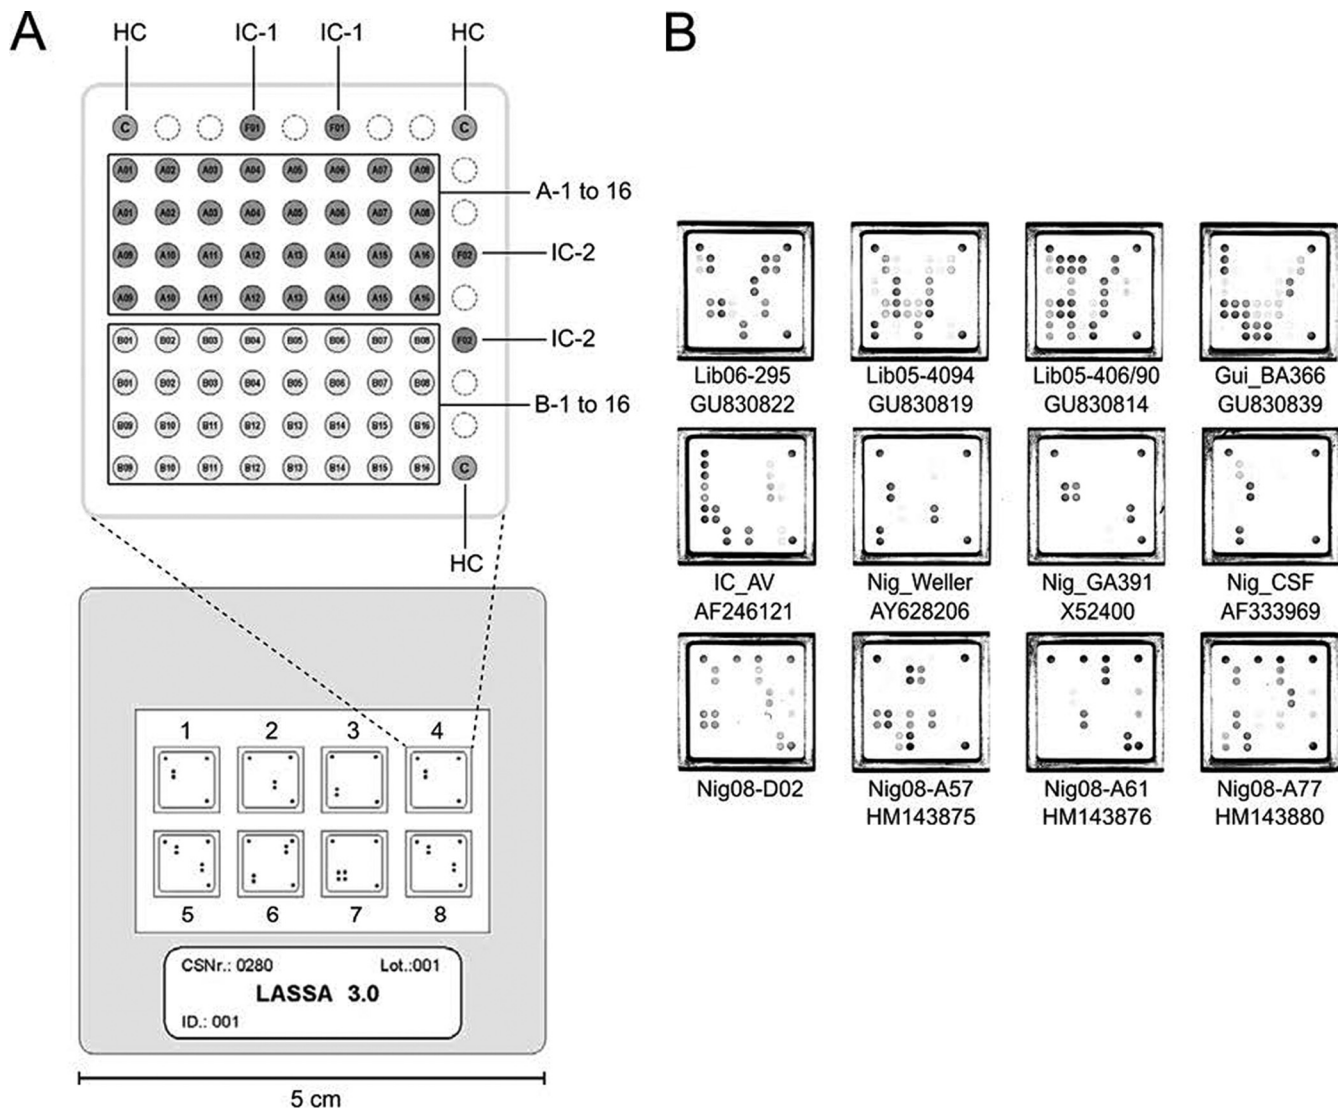 A
HC IC-1 IC-1 HC
C F01 F01 C
A01 A02 A03 A04 A05 A06 A07 A08
A-1 to 16
A01 A02 A03 A04 A05 A06 A07 A08
A09 A10 A11 A12 A13 A14 A15 A16 F02 IC-2
A09 A10 A11 A12 A13 A14 A15 A16
B01 B02 B03 B04 B05 B06 B07 B08 F02 IC-2
B01 B02 B03 B04 B05 B06 B07 B08
B-1 to 16
B09 B10 B11 B12 B13 B14 B15 B16
B09 B10 B11 B12 B13 B14 B15 B16 C
HC
1 2 3 4
5 6 7 8
CSNr.: 0280 Lot.:001
LASSA 3.0
ID.: 001
5 cm
B
Lib06-295 Lib05-4094 Lib05-406/90 Gui_BA366
GU830822 GU830819 GU830814 GU830839
IC_AV Nig_Weller Nig_GA391 Nig_CSF
AF246121 AY628206 X52400 AF333969
Nig08-D02 Nig08-A57 Nig08-A61 Nig08-A77
HM143875 HM143876 HM143880